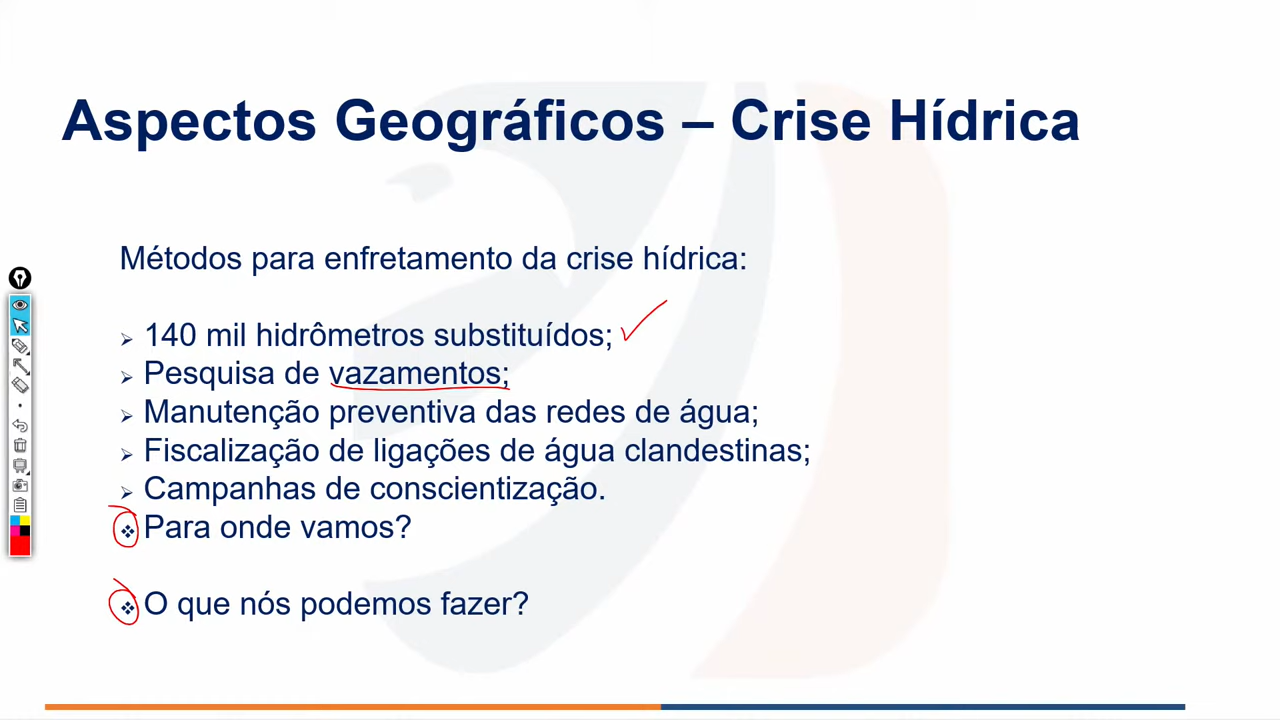 Aspectos Geográficos – Crise Hídrica
Métodos para enfretamento da crise hídrica:
140 mil hidrômetros substituídos;
Pesquisa de vazamentos;
Manutenção preventiva das redes de água;
Fiscalização de ligações de água clandestinas;
Campanhas de conscientização.
Para onde vamos?
O que nós podemos fazer?